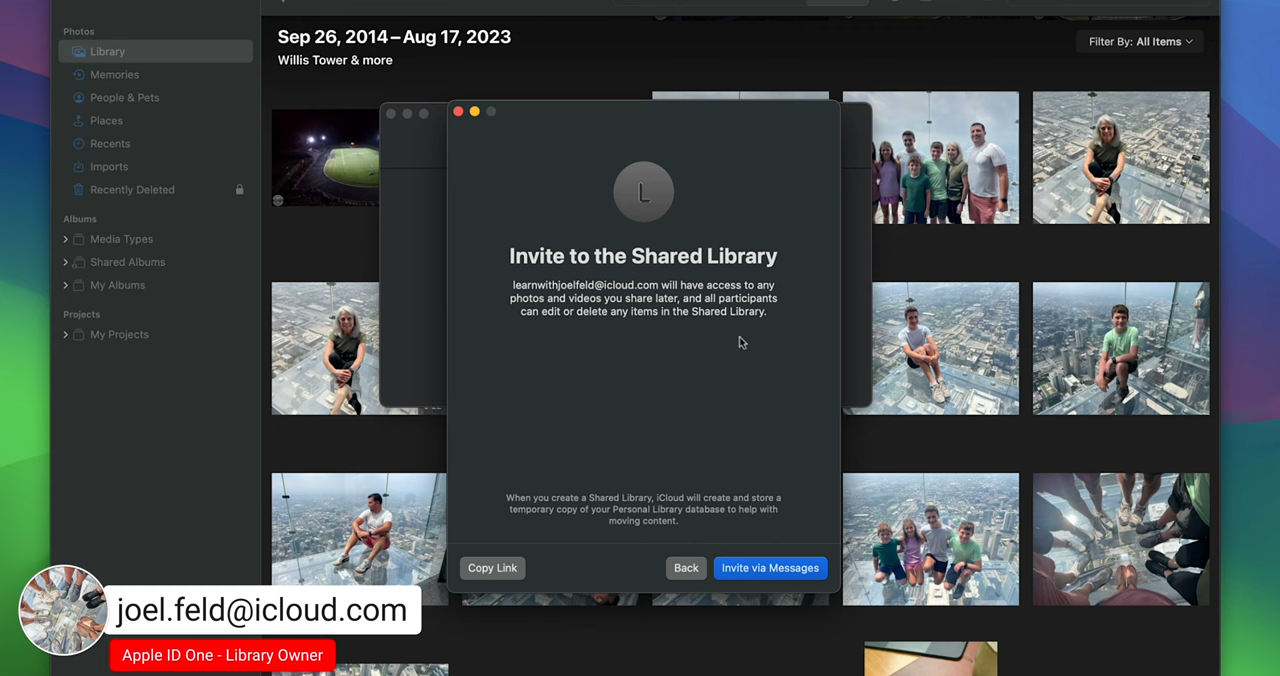 Photos
Library
Memories
People & Pets
Places
Recents
Imports
Recently Deleted
Albums
Media Types
Shared Albums
My Albums
Projects
My Projects
Sep 26, 2014–Aug 17, 2023
Willis Tower & more
Filter By: All Items
L
Invite to the Shared Library
learnwithjoelfeld@icloud.com will have access to any
photos and videos you share later, and all participants
can edit or delete any items in the Shared Library.
When you create a Shared Library, iCloud will create and store a
temporary copy of your Personal Library database to help with
moving content.
Copy Link
Back
Invite via Messages
joel.feld@icloud.com
Apple ID One - Library Owner